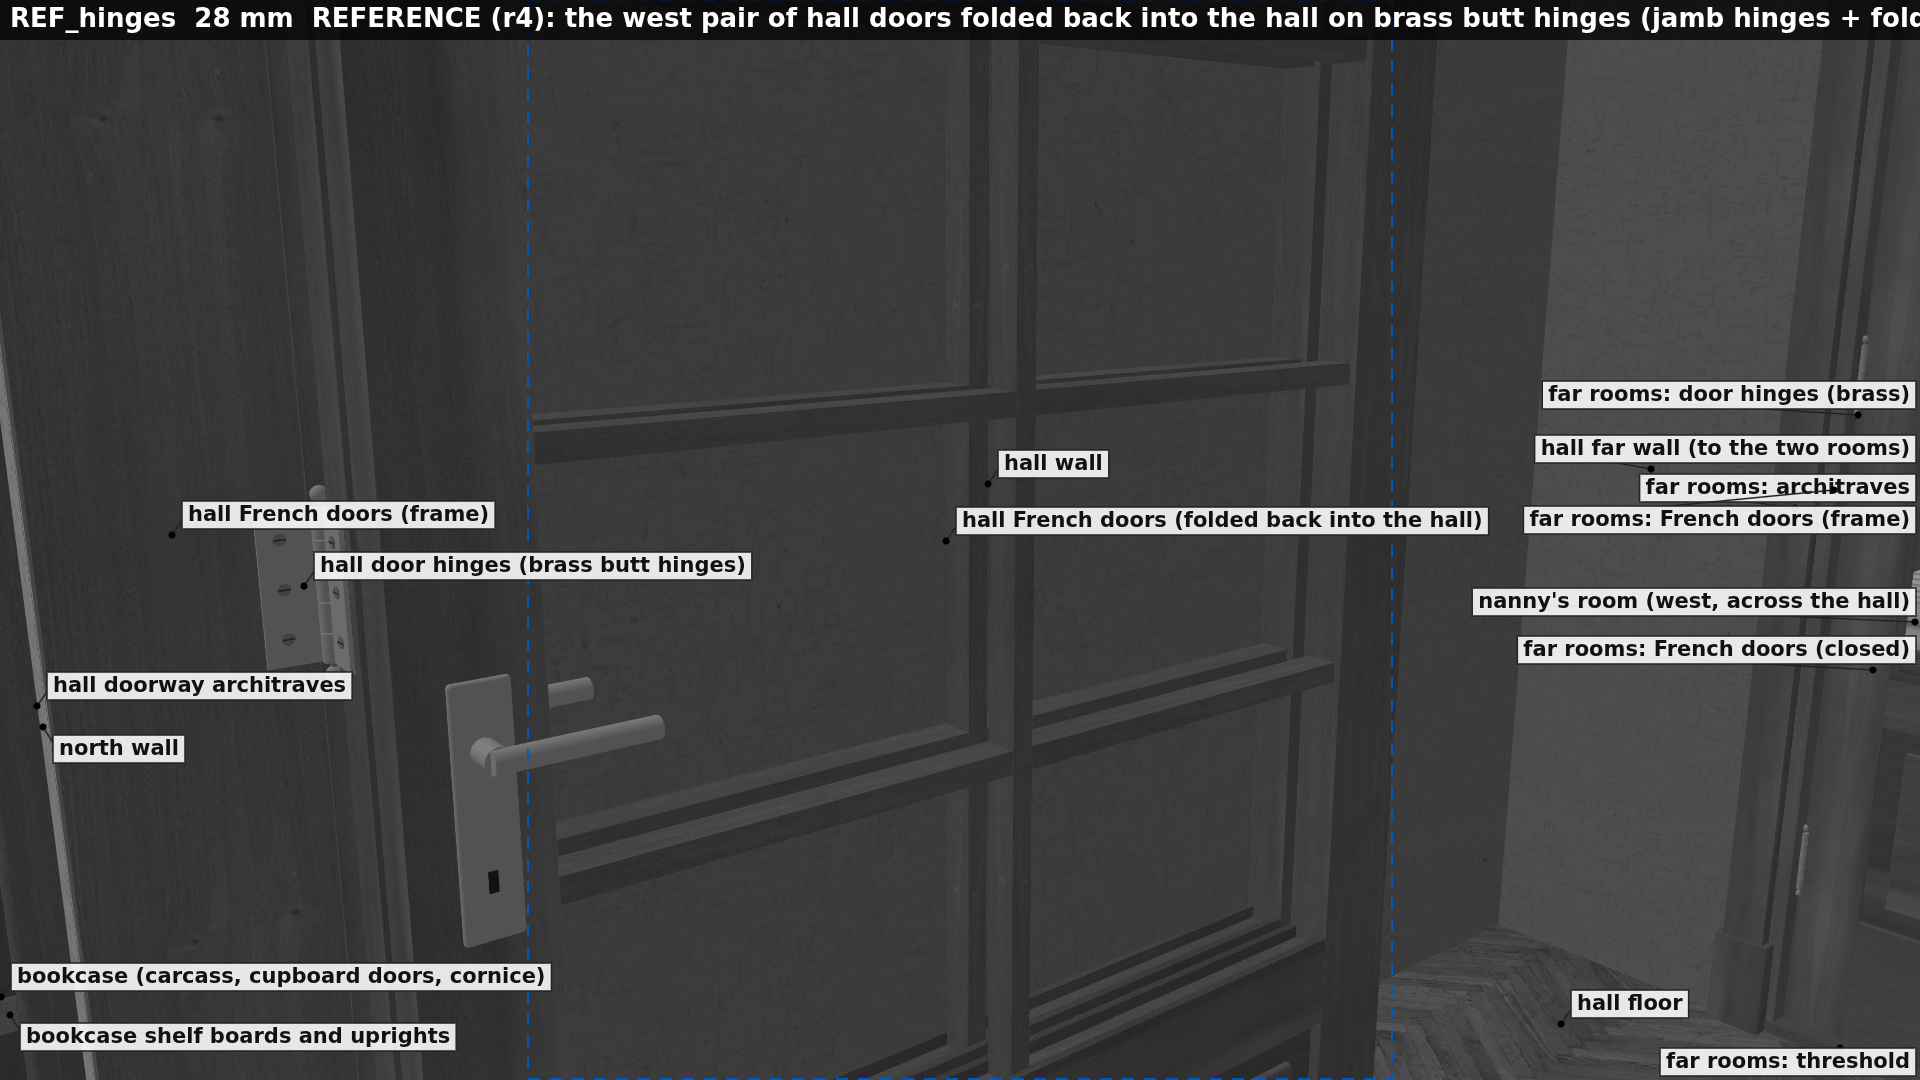 REF_hinges 28 mm REFERENCE (r4): the west pair of hall doors folded back into the hall on brass butt hinges (jamb hinges + fold
far rooms: door hinges (brass)
hall far wall (to the two rooms)
hall wall
far rooms: architraves
hall French doors (frame)
hall French doors (folded back into the hall)
far rooms: French doors (frame)
hall door hinges (brass butt hinges)
nanny's room (west, across the hall)
far rooms: French doors (closed)
hall doorway architraves
north wall
bookcase (carcass, cupboard doors, cornice)
hall floor
bookcase shelf boards and uprights
far rooms: threshold